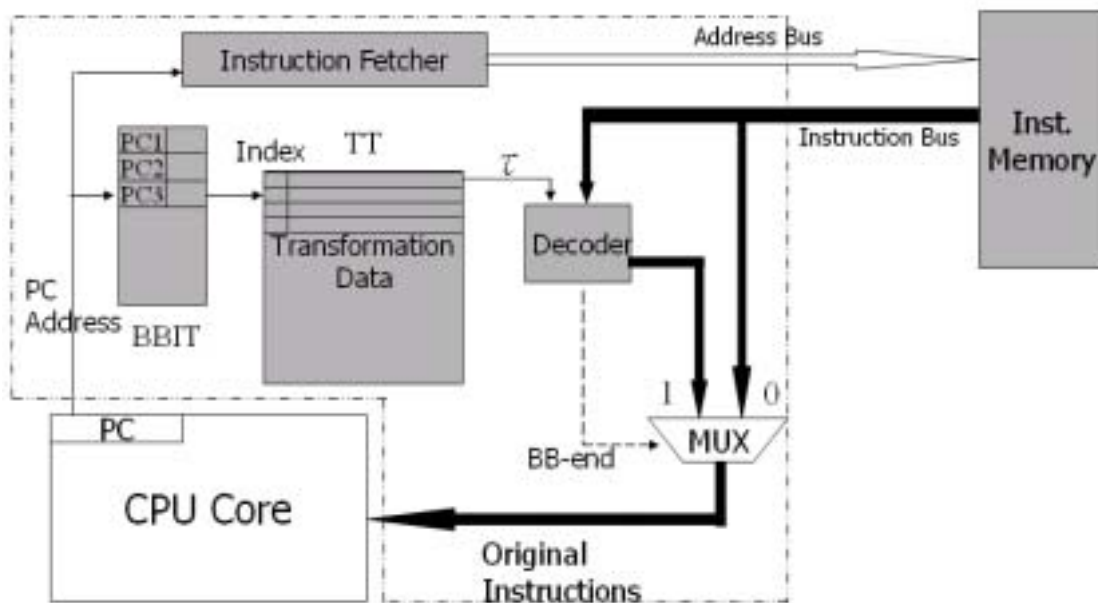 Address Bus
Instruction Fetcher
Instruction Bus
Inst.
Memory
PC1
PC2
PC3
Index
TT
τ
Transformation
Data
Decoder
PC
Address
BBIT
1
0
MUX
BB-end
PC
CPU Core
Original
Instructions